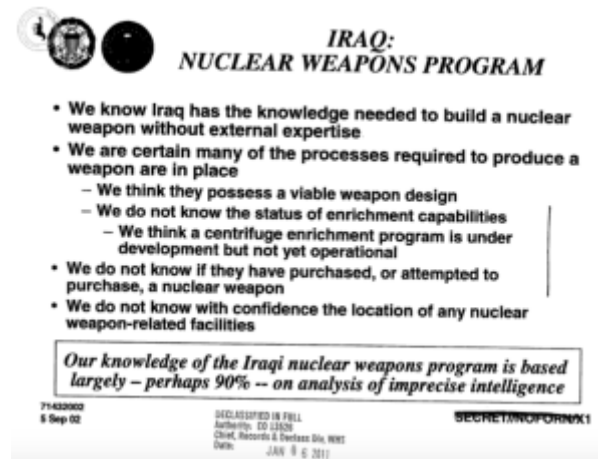 IRAQ:
NUCLEAR WEAPONS PROGRAM
• We know Iraq has the knowledge needed to build a nuclear
weapon without external expertise
• We are certain many of the processes required to produce a
weapon are in place
– We think they possess a viable weapon design
– We do not know the status of enrichment capabilities
– We think a centrifuge enrichment program is under
development but not yet operational
• We do not know if they have purchased, or attempted to
purchase, a nuclear weapon
• We do not know with confidence the location of any nuclear
weapon-related facilities
Our knowledge of the Iraqi nuclear weapons program is based
largely – perhaps 90% -- on analysis of imprecise intelligence
71432002
5 Sep 02
DECLASSIFIED IN FULL
Authority: EO 13526
Chief, Records & Declass Div, WHS
Date:
JAN 6 2011
SECRET//NOFORN/X1